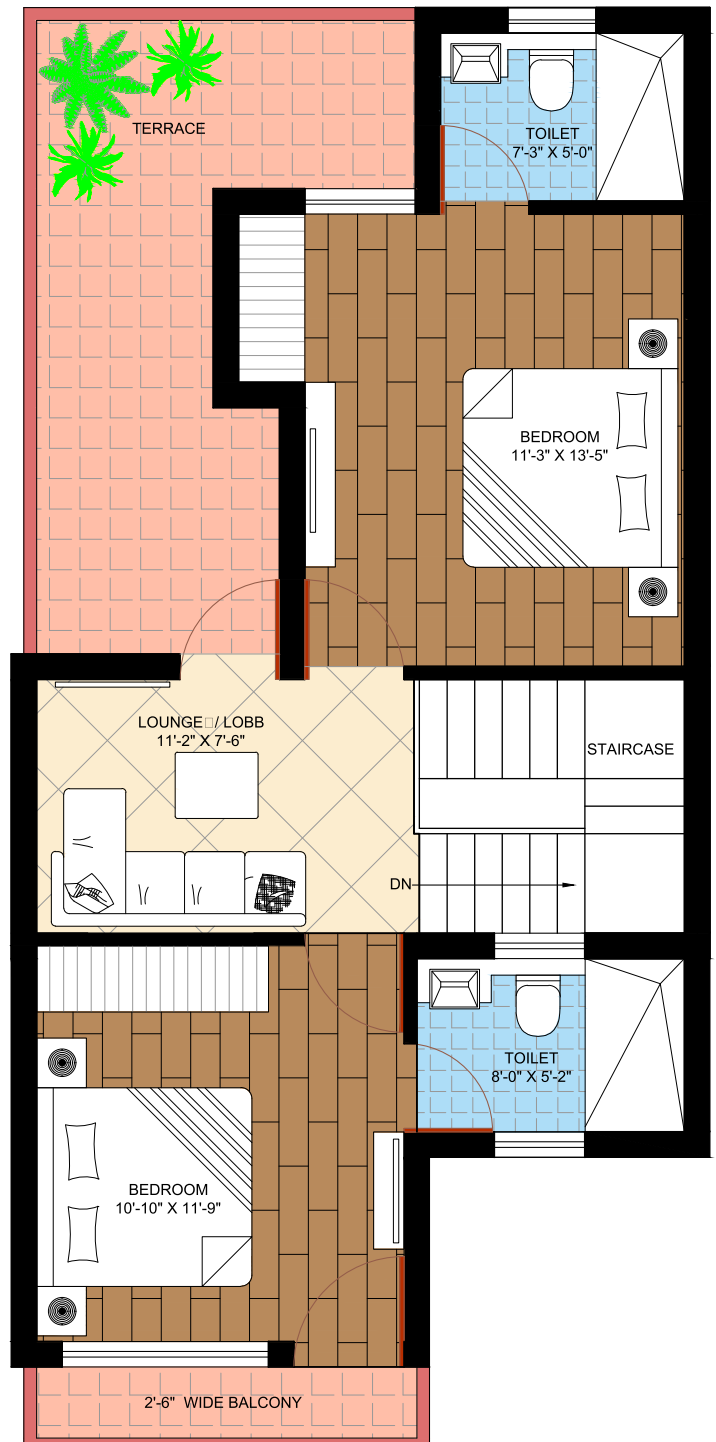 TERRACE
TOILET
7'-3" X 5'-0"
BEDROOM
11'-3" X 13'-5"
LOUNGE□/ LOBB
11'-2" X 7'-6"
STAIRCASE
DN
TOILET
8'-0" X 5'-2"
BEDROOM
10'-10" X 11'-9"
2'-6" WIDE BALCONY